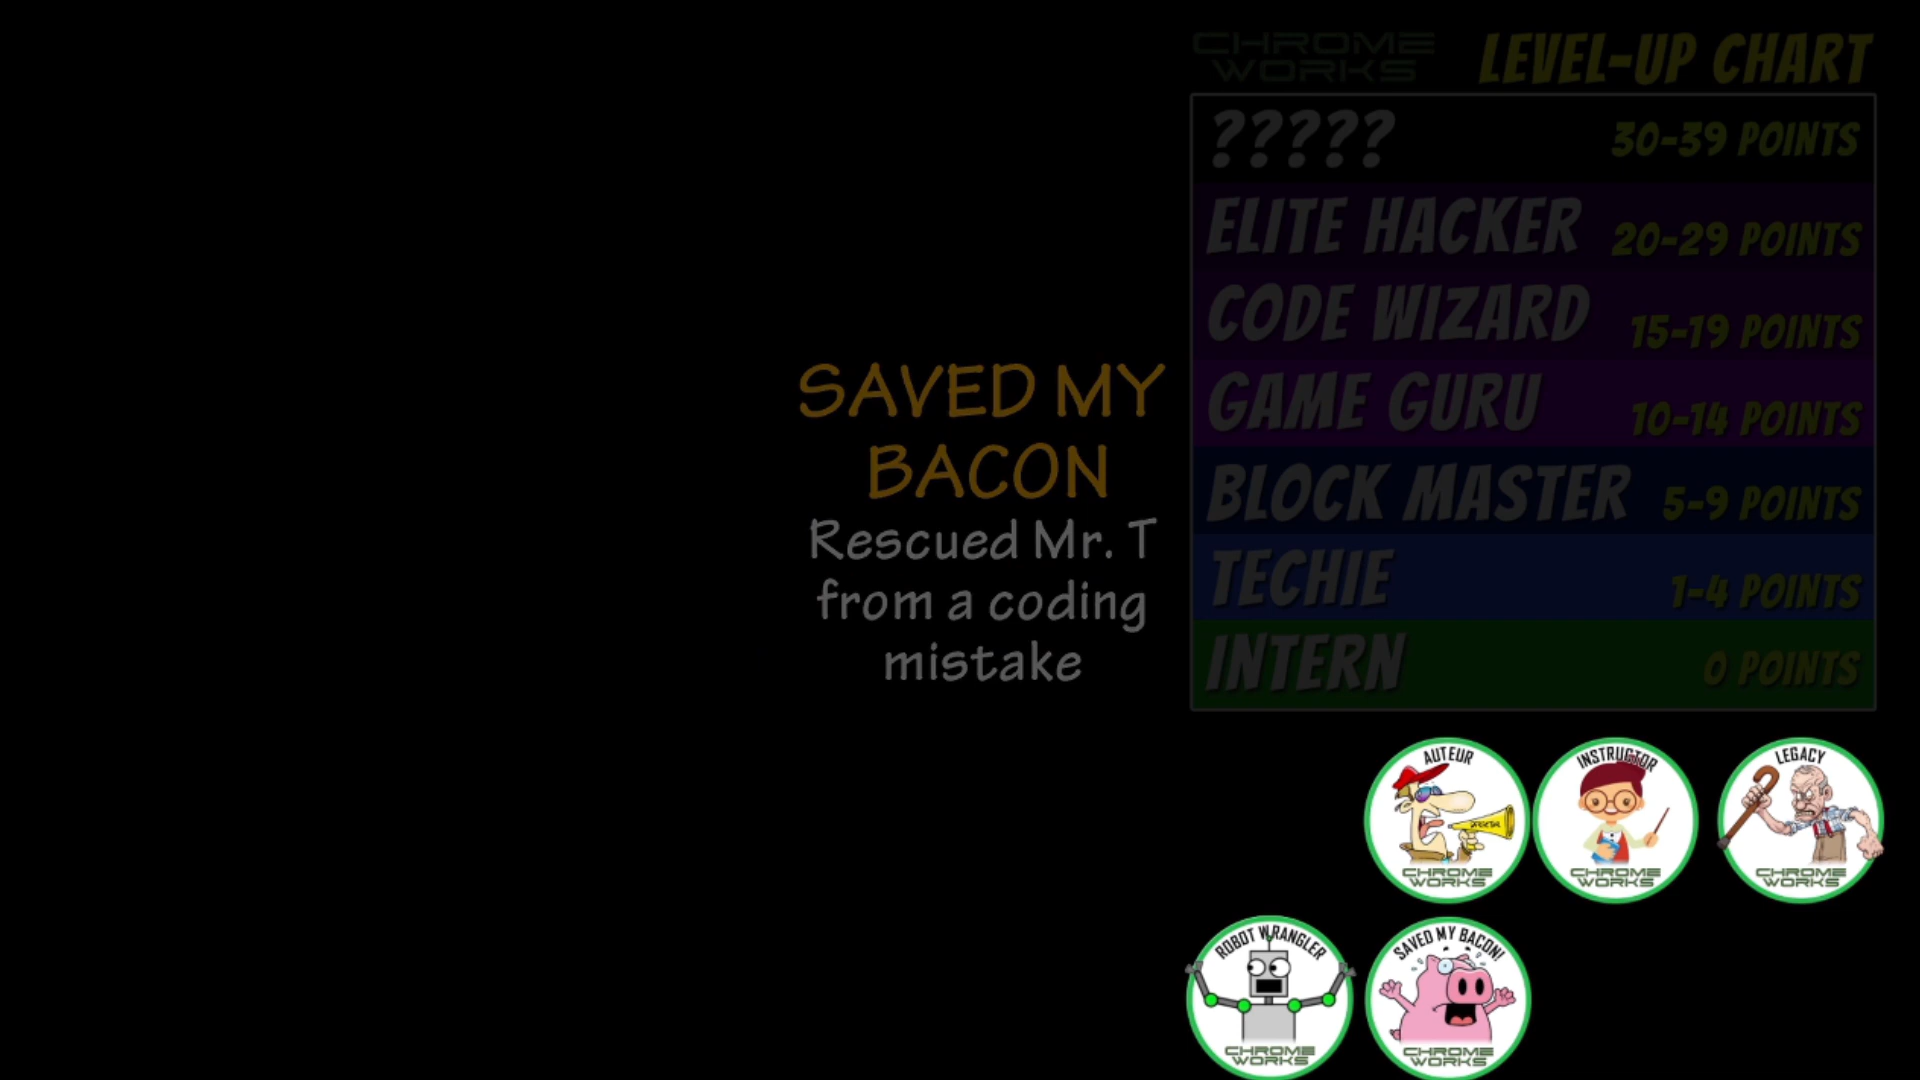 CHROME
WORKS
LEVEL-UP CHART
????? 30-39 POINTS
ELITE HACKER 20-29 POINTS
CODE WIZARD 15-19 POINTS
GAME GURU 10-14 POINTS
BLOCK MASTER 5-9 POINTS
TECHIE 1-4 POINTS
INTERN 0 POINTS
SAVED MY
BACON
Rescued Mr. T
from a coding
mistake
AUTEUR
CHROME
WORKS
INSTRUCTOR
CHROME
WORKS
LEGACY
CHROME
WORKS
ROBOT WRANGLER
CHROME
WORKS
SAVED MY BACON!
CHROME
WORKS